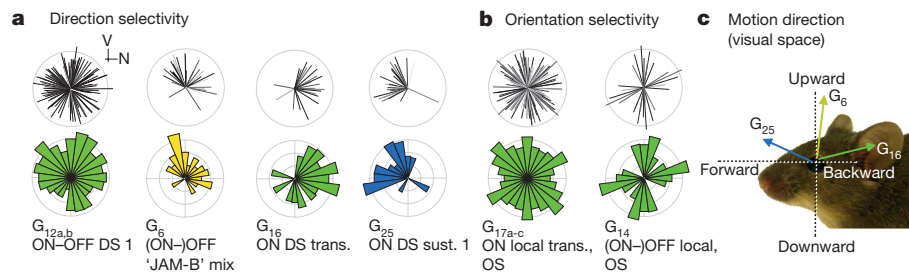 a Direction selectivity
V
N
G12a,b
ON–OFF DS 1
G6
(ON–)OFF
‘JAM-B’ mix
G16
ON DS trans.
G25
ON DS sust. 1
b Orientation selectivity
G17a-c
ON local trans.,
OS
G14
(ON–)OFF local,
OS
c Motion direction
(visual space)
Upward
G6
G25
G16
Forward
Backward
Downward